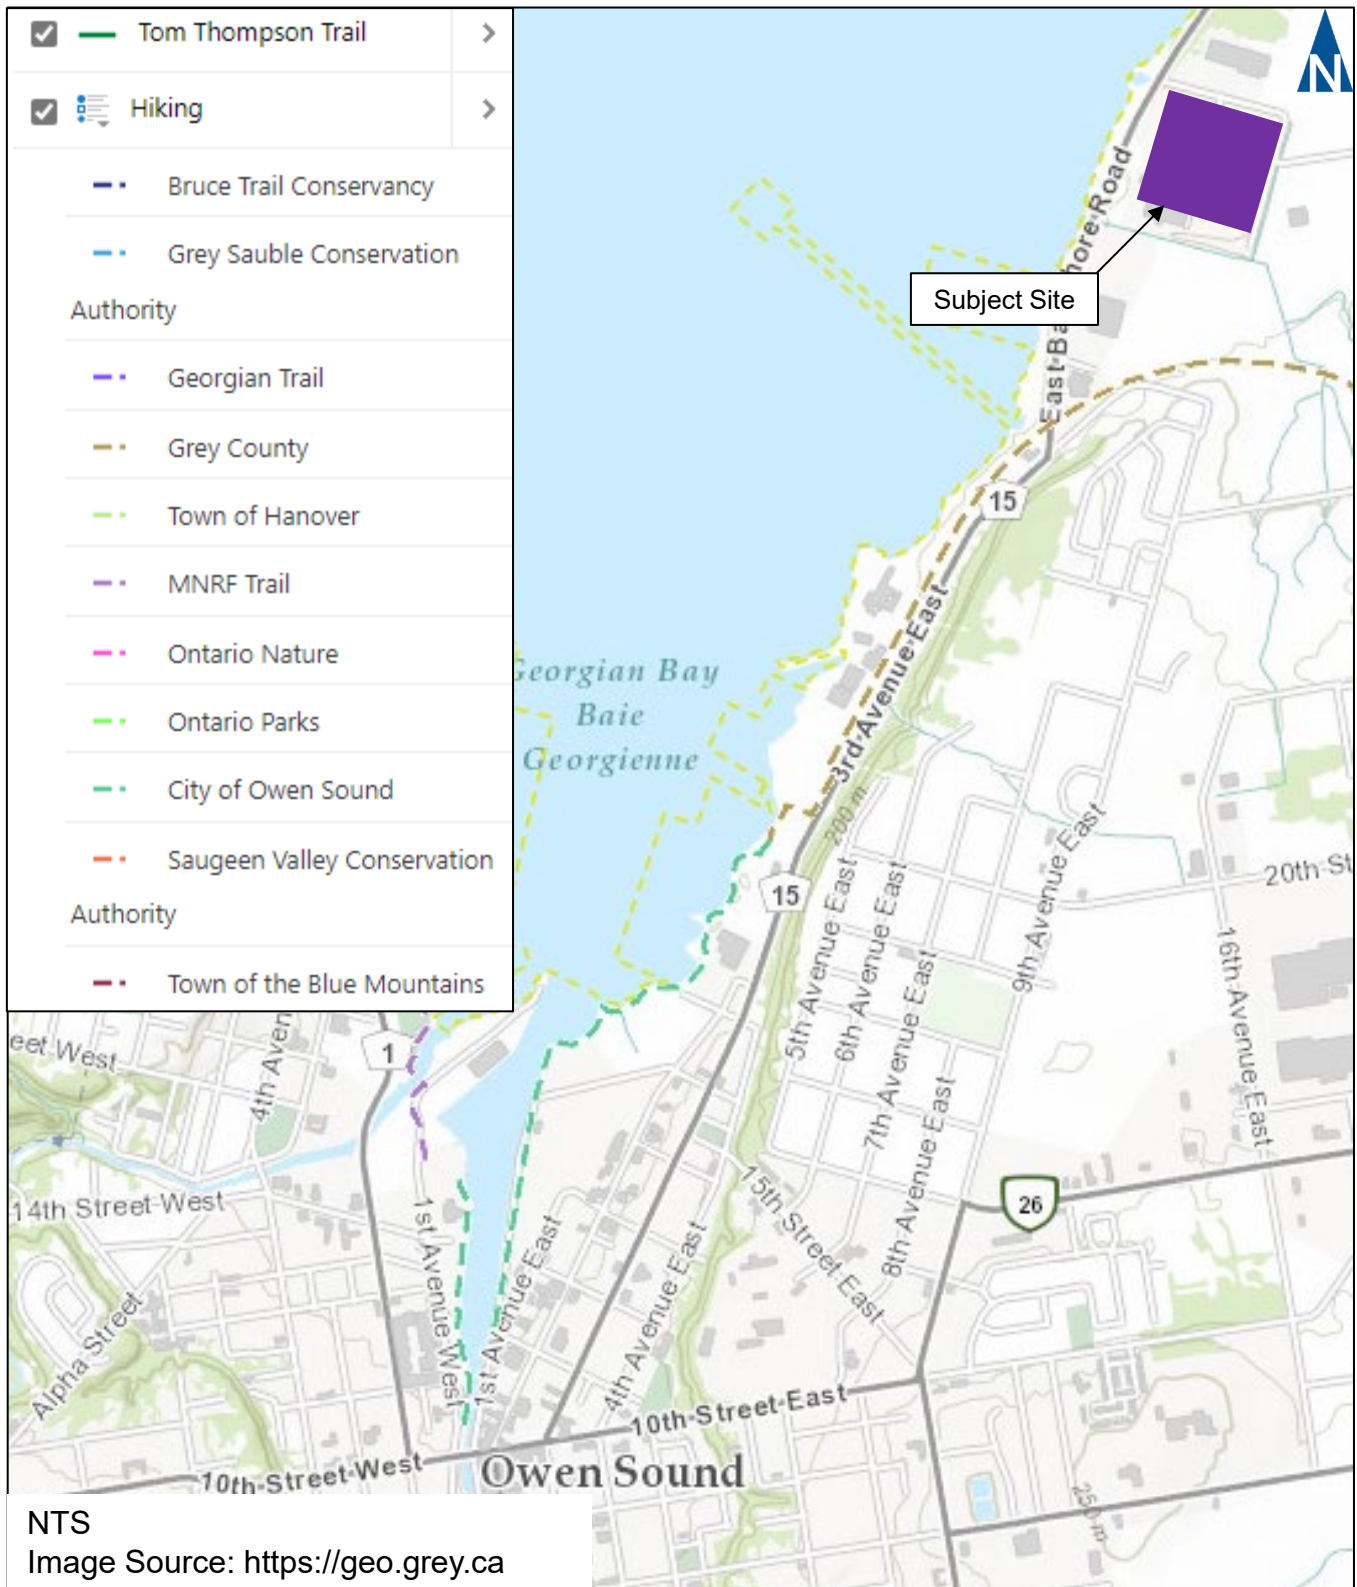 Tom Thompson Trail
Hiking
Bruce Trail Conservancy
Grey Sauble Conservation
Authority
Georgian Trail
Grey County
Town of Hanover
MNRF Trail
Ontario Nature
Ontario Parks
City of Owen Sound
Saugeen Valley Conservation
Authority
Town of the Blue Mountains
N
Subject Site
East Ba
hore Road
15
3rd Avenue East
Georgian Bay
Baie
Georgienne
200 m
15
5th Avenue East
6th Avenue East
7th Avenue East
8th Avenue East
9th Avenue East
20th St
16th Avenue East
eet West
4th Aven
1
14th Street West
1st Avenue West
1st Avenue East
4th Avenue East
15th Street East
26
Alpha Street
10th Street East
10th Street West
Owen Sound
250 m
NTS
Image Source: https://geo.grey.ca